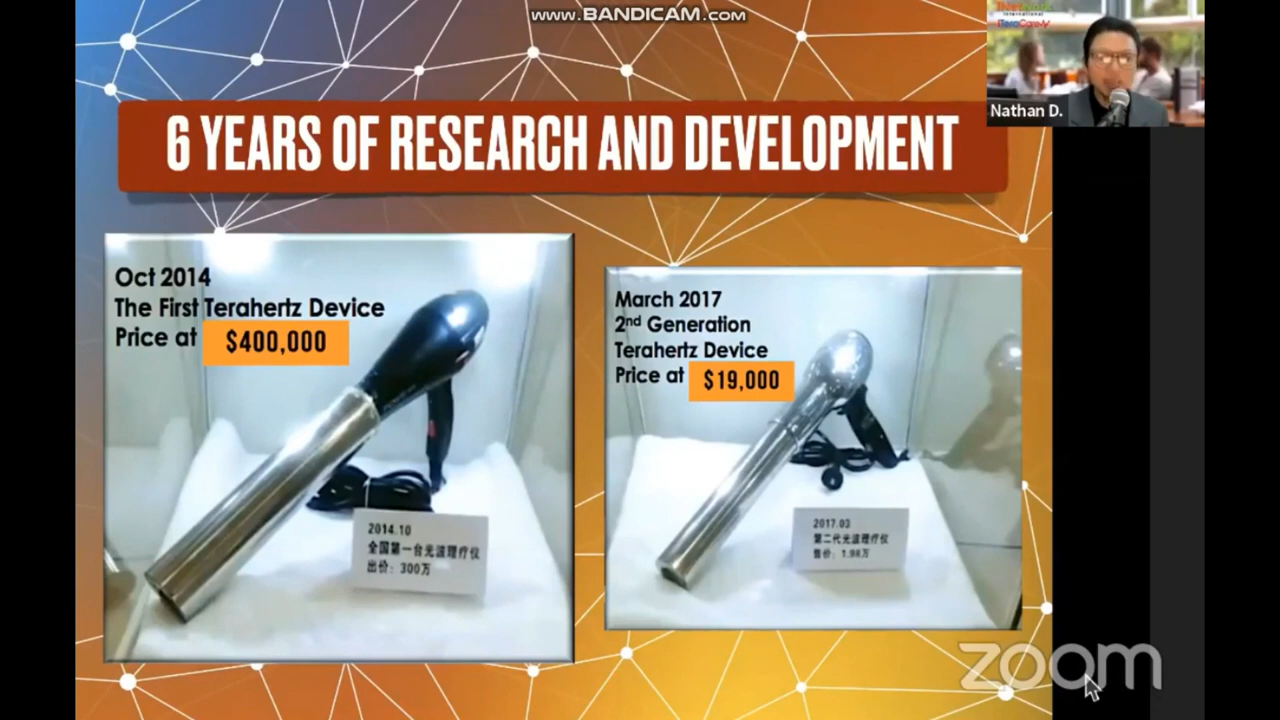 www.BANDICAM.com
iTeraCare
Nathan D.
6 YEARS OF RESEARCH AND DEVELOPMENT
Oct 2014
The First Terahertz Device
Price at $400,000
2014.10
全国第一台光波理疗仪
出价：300万
March 2017
2nd Generation
Terahertz Device
Price at $19,000
2017.03
第二代光波理疗仪
售价：1.98万
zoom